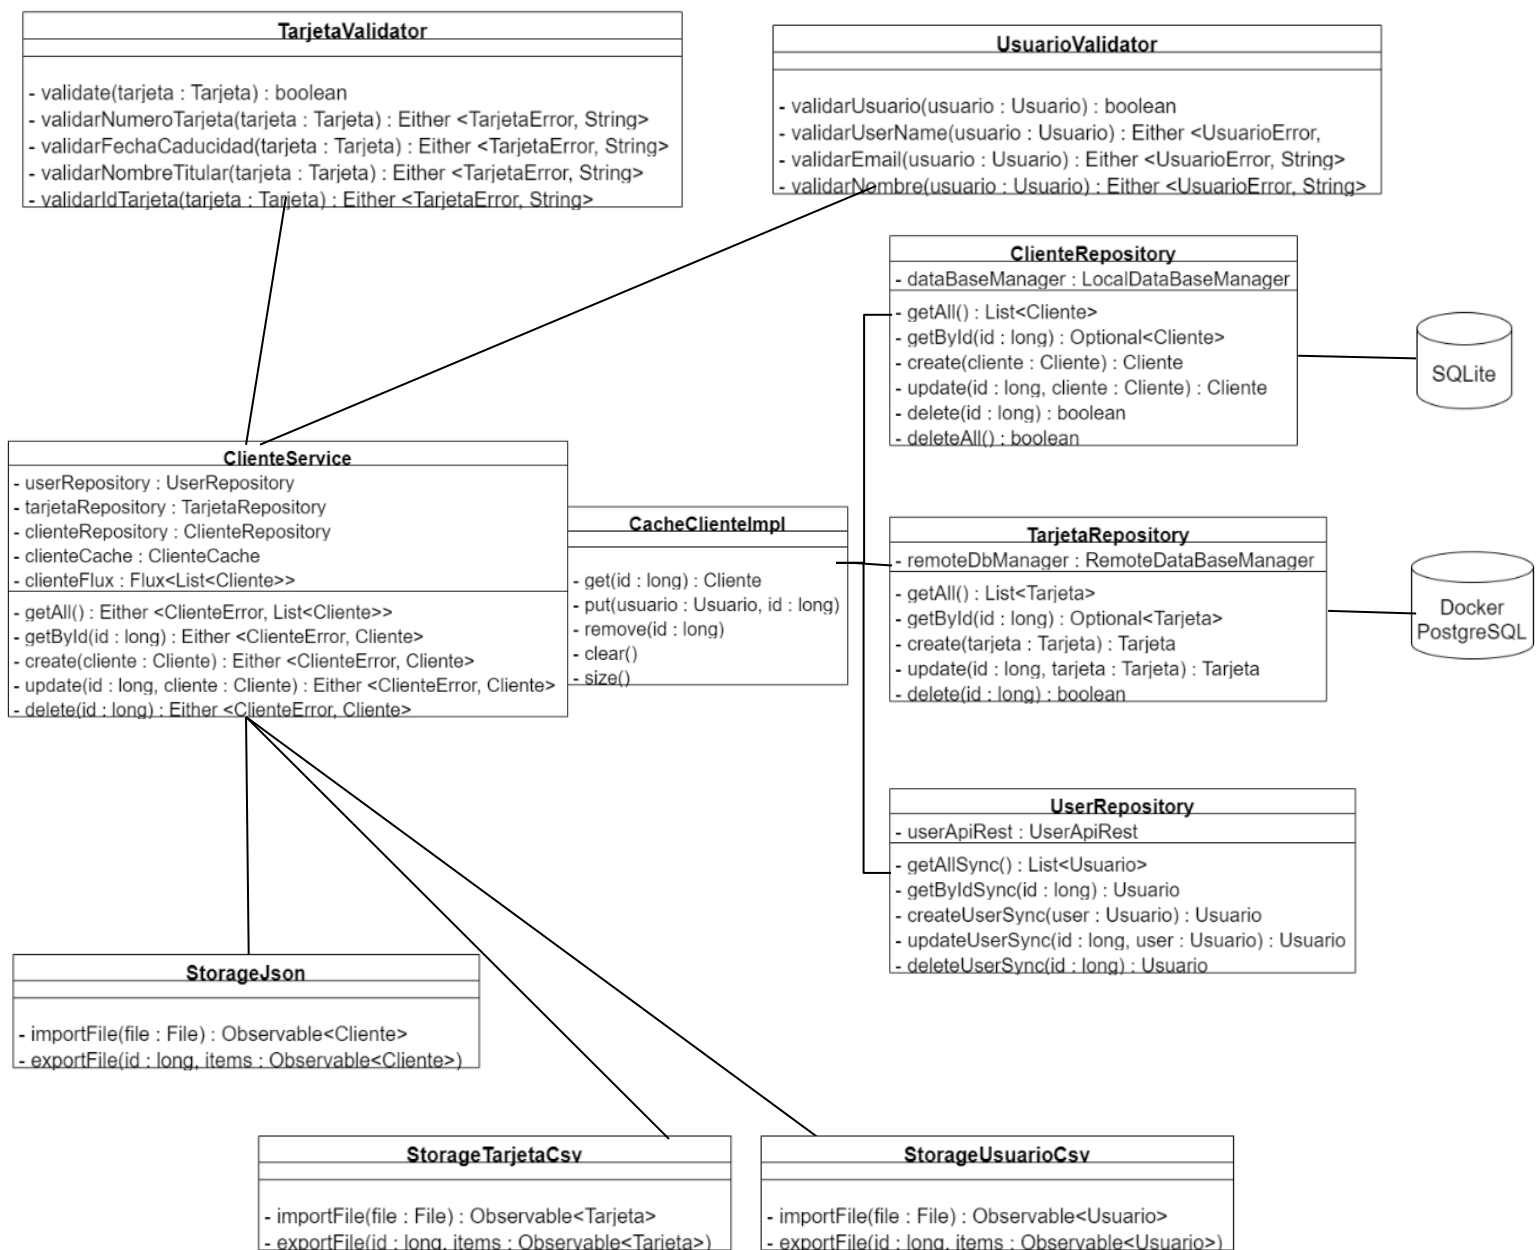 TarjetaValidator
- validate(tarjeta : Tarjeta) : boolean
- validarNumeroTarjeta(tarjeta : Tarjeta) : Either <TarjetaError, String>
- validarFechaCaducidad(tarjeta : Tarjeta) : Either <TarjetaError, String>
- validarNombreTitular(tarjeta : Tarjeta) : Either <TarjetaError, String>
- validarIdTarjeta(tarjeta : Tarjeta) : Either <TarjetaError, String>
UsuarioValidator
- validarUsuario(usuario : Usuario) : boolean
- validarUserName(usuario : Usuario) : Either <UsuarioError,
- validarEmail(usuario : Usuario) : Either <UsuarioError, String>
- validarNombre(usuario : Usuario) : Either <UsuarioError, String>
ClienteRepository
- dataBaseManager : LocalDataBaseManager
- getAll() : List<Cliente>
- getById(id : long) : Optional<Cliente>
- create(cliente : Cliente) : Cliente
- update(id : long, cliente : Cliente) : Cliente
- delete(id : long) : boolean
- deleteAll() : boolean
SQLite
ClienteService
- userRepository : UserRepository
- tarjetaRepository : TarjetaRepository
- clienteRepository : ClienteRepository
- clienteCache : ClienteCache
- clienteFlux : Flux<List<Cliente>>
- getAll() : Either <ClienteError, List<Cliente>>
- getById(id : long) : Either <ClienteError, Cliente>
- create(cliente : Cliente) : Either <ClienteError, Cliente>
- update(id : long, cliente : Cliente) : Either <ClienteError, Cliente>
- delete(id : long) : Either <ClienteError, Cliente>
CacheClienteImpl
- get(id : long) : Cliente
- put(usuario : Usuario, id : long)
- remove(id : long)
- clear()
- size()
TarjetaRepository
- remoteDbManager : RemoteDataBaseManager
- getAll() : List<Tarjeta>
- getById(id : long) : Optional<Tarjeta>
- create(tarjeta : Tarjeta) : Tarjeta
- update(id : long, tarjeta : Tarjeta) : Tarjeta
- delete(id : long) : boolean
Docker
PostgreSQL
UserRepository
- userApiRest : UserApiRest
- getAllSync() : List<Usuario>
- getByIdSync(id : long) : Usuario
- createUserSync(user : Usuario) : Usuario
- updateUserSync(id : long, user : Usuario) : Usuario
- deleteUserSync(id : long) : Usuario
StorageJson
- importFile(file : File) : Observable<Cliente>
- exportFile(id : long, items : Observable<Cliente>)
StorageTarjetaCsv
- importFile(file : File) : Observable<Tarjeta>
- exportFile(id : long, items : Observable<Tarjeta>)
StorageUsuarioCsv
- importFile(file : File) : Observable<Usuario>
- exportFile(id : long, items : Observable<Usuario>)